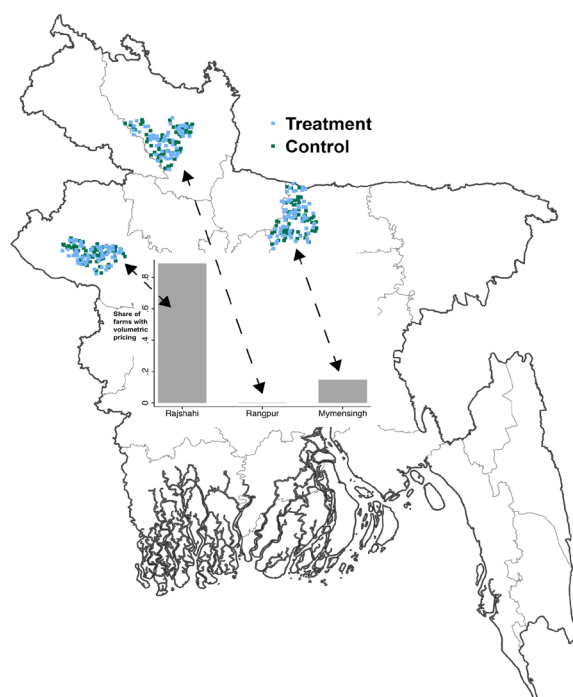 Treatment
Control
Share of
farms with
volumetric
pricing
.8
.6
.4
.2
0
Rajshahi
Rangpur
Mymensingh